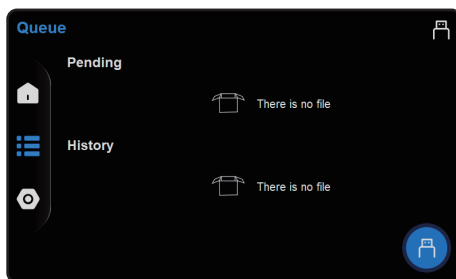 Queue
Pending
There is no file
History
There is no file